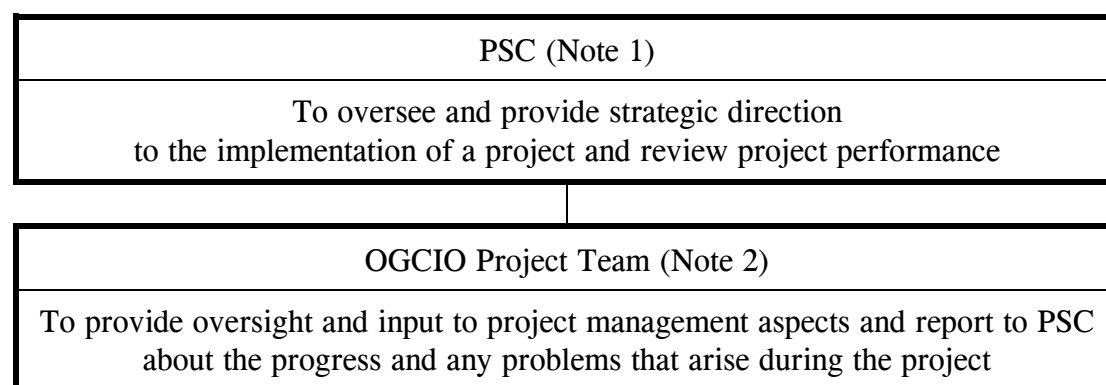 PSC (Note 1)
To oversee and provide strategic direction
to the implementation of a project and review project performance
OGCIO Project Team (Note 2)
To provide oversight and input to project management aspects and report to PSC
about the progress and any problems that arise during the project